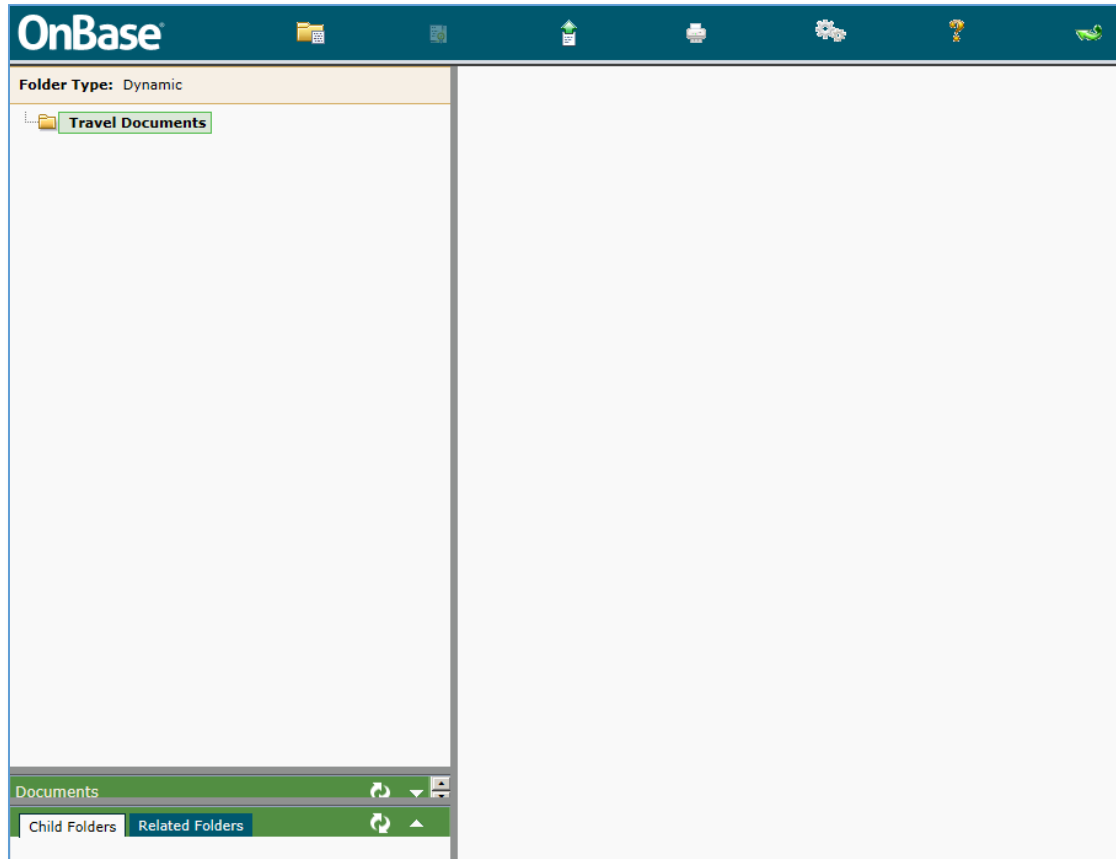 OnBase
Folder Type: Dynamic
Travel Documents
Documents
Child Folders Related Folders